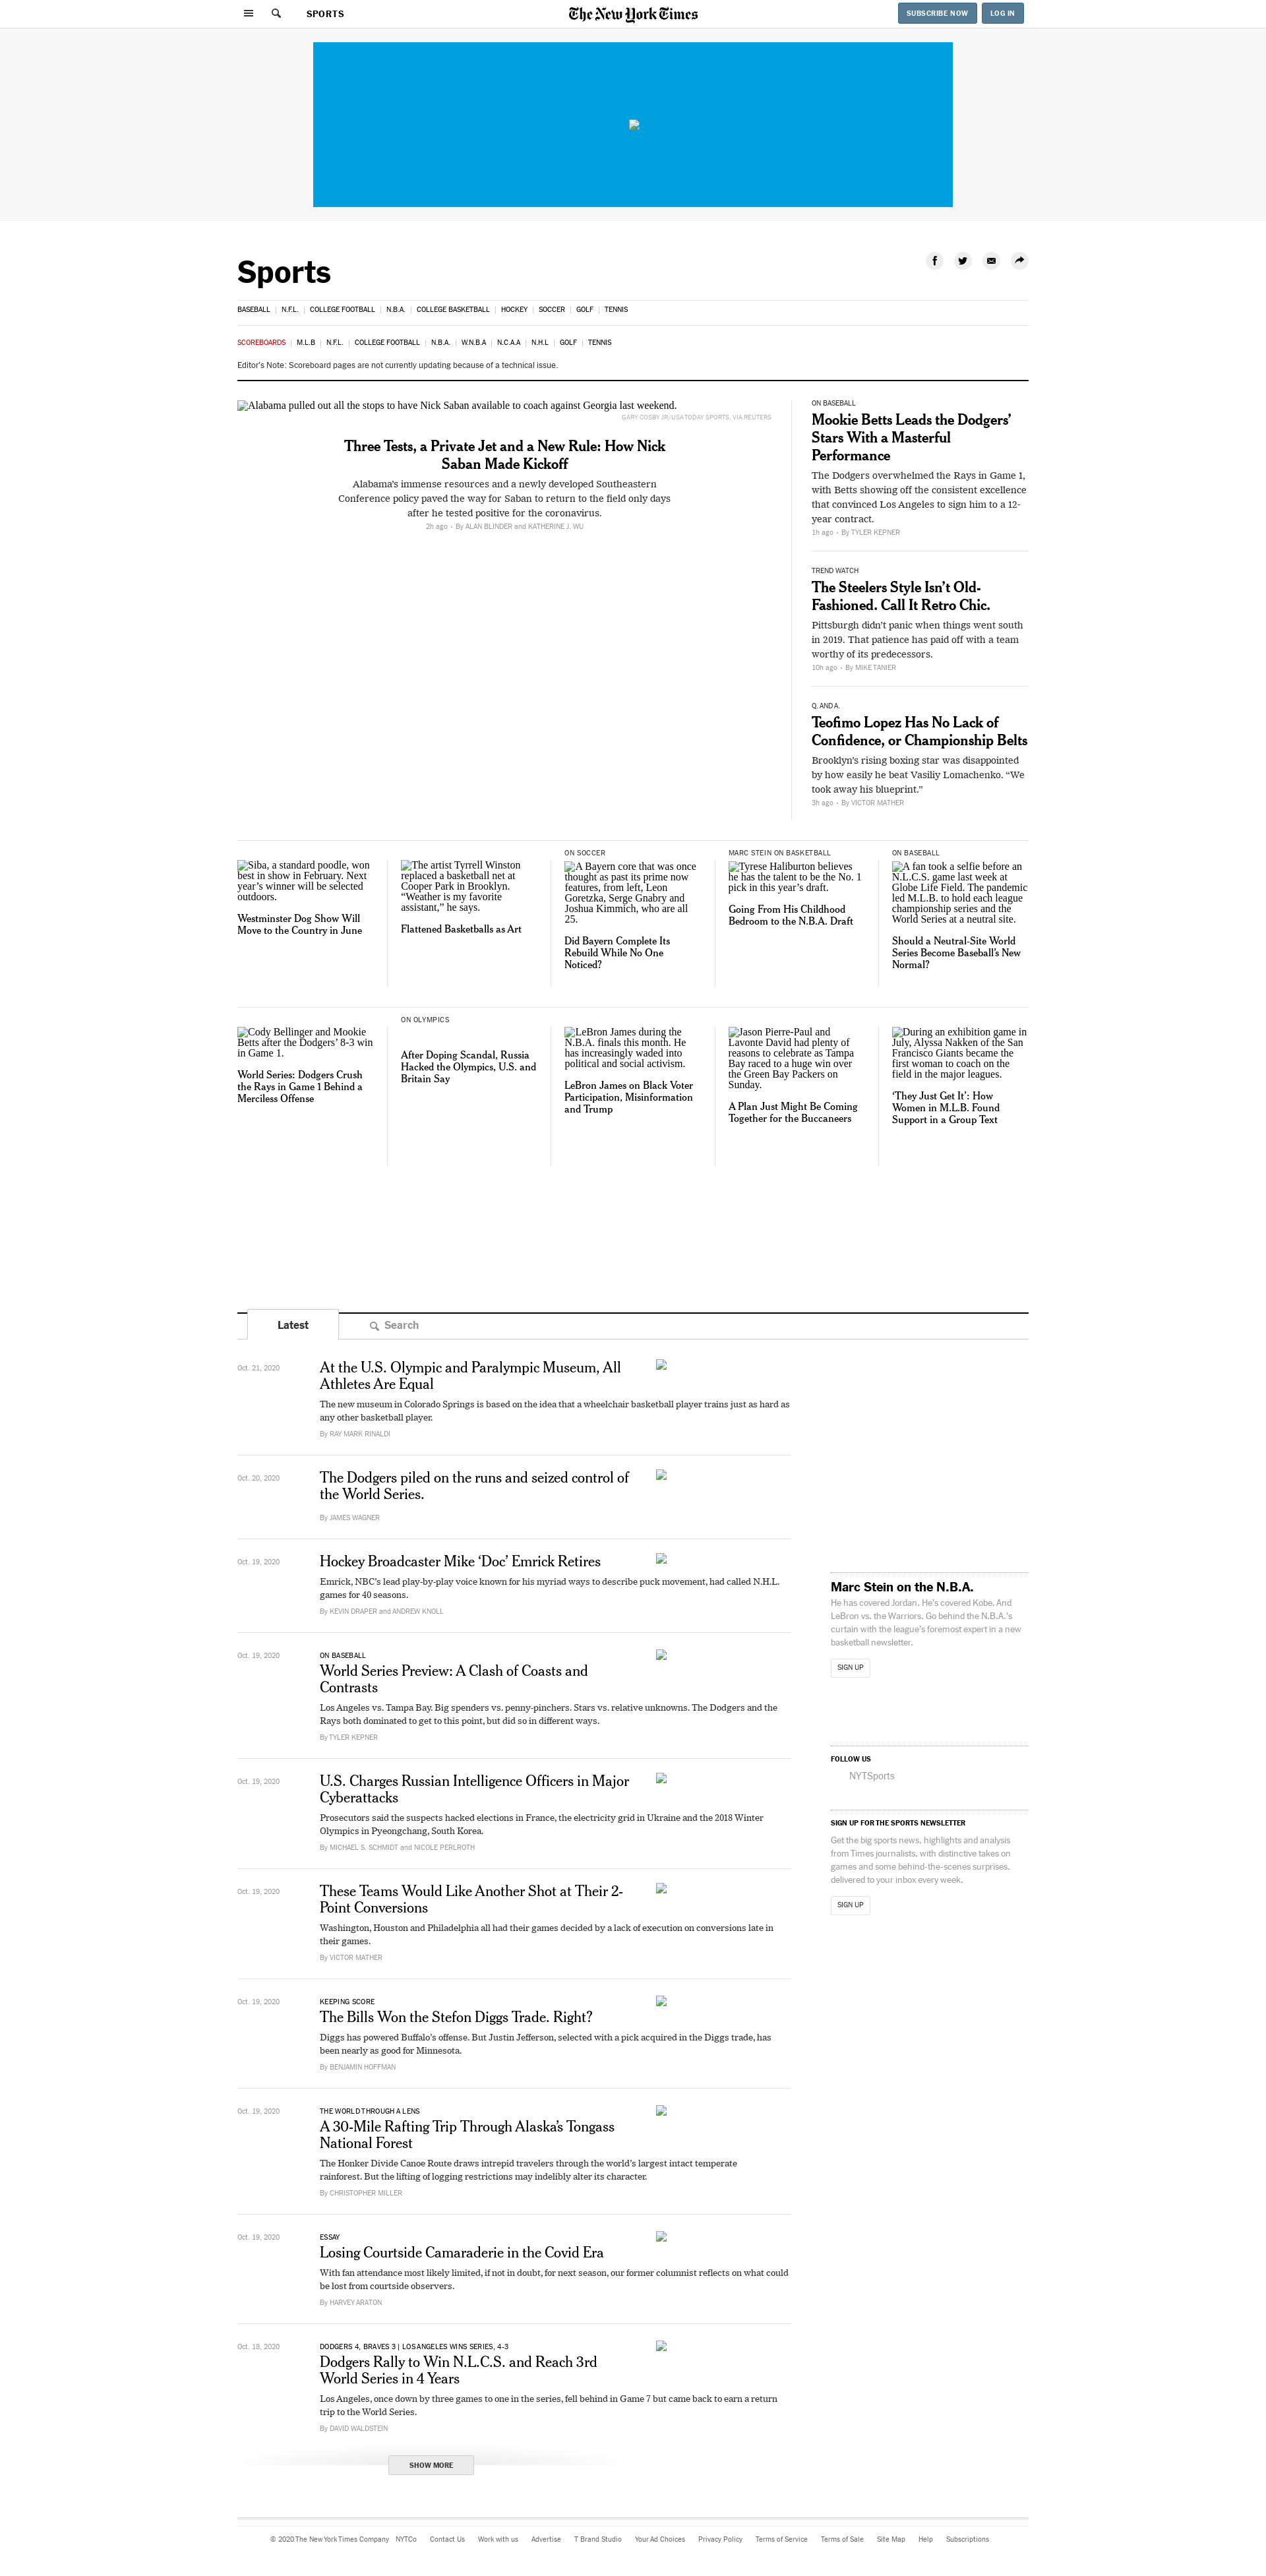 SPORTS
The New York Times
SUBSCRIBE NOW
LOG IN
Sports
BASEBALL | N.F.L. | COLLEGE FOOTBALL | N.B.A. | COLLEGE BASKETBALL | HOCKEY | SOCCER | GOLF | TENNIS
SCOREBOARDS | M.L.B | N.F.L. | COLLEGE FOOTBALL | N.B.A. | W.N.B.A | N.C.A.A | N.H.L | GOLF | TENNIS
Editor's Note: Scoreboard pages are not currently updating because of a technical issue.
Alabama pulled out all the stops to have Nick Saban available to coach against Georgia last weekend.
GARY COSBY JR/USA TODAY SPORTS, VIA REUTERS
Three Tests, a Private Jet and a New Rule: How Nick
Saban Made Kickoff
Alabama's immense resources and a newly developed Southeastern
Conference policy paved the way for Saban to return to the field only days
after he tested positive for the coronavirus.
2h ago · By ALAN BLINDER and KATHERINE J. WU
ON BASEBALL
Mookie Betts Leads the Dodgers’
Stars With a Masterful
Performance
The Dodgers overwhelmed the Rays in Game 1,
with Betts showing off the consistent excellence
that convinced Los Angeles to sign him to a 12-
year contract.
1h ago · By TYLER KEPNER
TREND WATCH
The Steelers Style Isn’t Old-
Fashioned. Call It Retro Chic.
Pittsburgh didn't panic when things went south
in 2019. That patience has paid off with a team
worthy of its predecessors.
10h ago · By MIKE TANIER
Q. AND A.
Teofimo Lopez Has No Lack of
Confidence, or Championship Belts
Brooklyn’s rising boxing star was disappointed
by how easily he beat Vasiliy Lomachenko. “We
took away his blueprint.”
3h ago · By VICTOR MATHER
Siba, a standard poodle, won
best in show in February. Next
year’s winner will be selected
outdoors.
Westminster Dog Show Will
Move to the Country in June
The artist Tyrrell Winston
replaced a basketball net at
Cooper Park in Brooklyn.
“Weather is my favorite
assistant,” he says.
Flattened Basketballs as Art
ON SOCCER
A Bayern core that was once
thought as past its prime now
features, from left, Leon
Goretzka, Serge Gnabry and
Joshua Kimmich, who are all
25.
Did Bayern Complete Its
Rebuild While No One
Noticed?
MARC STEIN ON BASKETBALL
Tyrese Haliburton believes
he has the talent to be the No. 1
pick in this year’s draft.
Going From His Childhood
Bedroom to the N.B.A. Draft
ON BASEBALL
A fan took a selfie before an
N.L.C.S. game last week at
Globe Life Field. The pandemic
led M.L.B. to hold each league
championship series and the
World Series at a neutral site.
Should a Neutral-Site World
Series Become Baseball’s New
Normal?
Cody Bellinger and Mookie
Betts after the Dodgers’ 8-3 win
in Game 1.
World Series: Dodgers Crush
the Rays in Game 1 Behind a
Merciless Offense
ON OLYMPICS
After Doping Scandal, Russia
Hacked the Olympics, U.S. and
Britain Say
LeBron James during the
N.B.A. finals this month. He
has increasingly waded into
political and social activism.
LeBron James on Black Voter
Participation, Misinformation
and Trump
Jason Pierre-Paul and
Lavonte David had plenty of
reasons to celebrate as Tampa
Bay raced to a huge win over
the Green Bay Packers on
Sunday.
A Plan Just Might Be Coming
Together for the Buccaneers
During an exhibition game in
July, Alyssa Nakken of the San
Francisco Giants became the
first woman to coach on the
field in the major leagues.
‘They Just Get It’: How
Women in M.L.B. Found
Support in a Group Text
Latest
Search
Oct. 21, 2020
At the U.S. Olympic and Paralympic Museum, All
Athletes Are Equal
The new museum in Colorado Springs is based on the idea that a wheelchair basketball player trains just as hard as
any other basketball player.
By RAY MARK RINALDI
Oct. 20, 2020
The Dodgers piled on the runs and seized control of
the World Series.
By JAMES WAGNER
Oct. 19, 2020
Hockey Broadcaster Mike ‘Doc’ Emrick Retires
Emrick, NBC’s lead play-by-play voice known for his myriad ways to describe puck movement, had called N.H.L.
games for 40 seasons.
By KEVIN DRAPER and ANDREW KNOLL
Oct. 19, 2020
ON BASEBALL
World Series Preview: A Clash of Coasts and
Contrasts
Los Angeles vs. Tampa Bay. Big spenders vs. penny-pinchers. Stars vs. relative unknowns. The Dodgers and the
Rays both dominated to get to this point, but did so in different ways.
By TYLER KEPNER
Oct. 19, 2020
U.S. Charges Russian Intelligence Officers in Major
Cyberattacks
Prosecutors said the suspects hacked elections in France, the electricity grid in Ukraine and the 2018 Winter
Olympics in Pyeongchang, South Korea.
By MICHAEL S. SCHMIDT and NICOLE PERLROTH
Oct. 19, 2020
These Teams Would Like Another Shot at Their 2-
Point Conversions
Washington, Houston and Philadelphia all had their games decided by a lack of execution on conversions late in
their games.
By VICTOR MATHER
Oct. 19, 2020
KEEPING SCORE
The Bills Won the Stefon Diggs Trade. Right?
Diggs has powered Buffalo’s offense. But Justin Jefferson, selected with a pick acquired in the Diggs trade, has
been nearly as good for Minnesota.
By BENJAMIN HOFFMAN
Oct. 19, 2020
THE WORLD THROUGH A LENS
A 30-Mile Rafting Trip Through Alaska’s Tongass
National Forest
The Honker Divide Canoe Route draws intrepid travelers through the world’s largest intact temperate
rainforest. But the lifting of logging restrictions may indelibly alter its character.
By CHRISTOPHER MILLER
Oct. 19, 2020
ESSAY
Losing Courtside Camaraderie in the Covid Era
With fan attendance most likely limited, if not in doubt, for next season, our former columnist reflects on what could
be lost from courtside observers.
By HARVEY ARATON
Oct. 18, 2020
DODGERS 4, BRAVES 3 | LOS ANGELES WINS SERIES, 4-3
Dodgers Rally to Win N.L.C.S. and Reach 3rd
World Series in 4 Years
Los Angeles, once down by three games to one in the series, fell behind in Game 7 but came back to earn a return
trip to the World Series.
By DAVID WALDSTEIN
SHOW MORE
Marc Stein on the N.B.A.
He has covered Jordan. He's covered Kobe. And
LeBron vs. the Warriors. Go behind the N.B.A.'s
curtain with the league's foremost expert in a new
basketball newsletter.
SIGN UP
FOLLOW US
NYTSports
SIGN UP FOR THE SPORTS NEWSLETTER
Get the big sports news, highlights and analysis
from Times journalists, with distinctive takes on
games and some behind-the-scenes surprises,
delivered to your inbox every week.
SIGN UP
© 2020 The New York Times Company NYTCo Contact Us Work with us Advertise T Brand Studio Your Ad Choices Privacy Policy Terms of Service Terms of Sale Site Map Help Subscriptions